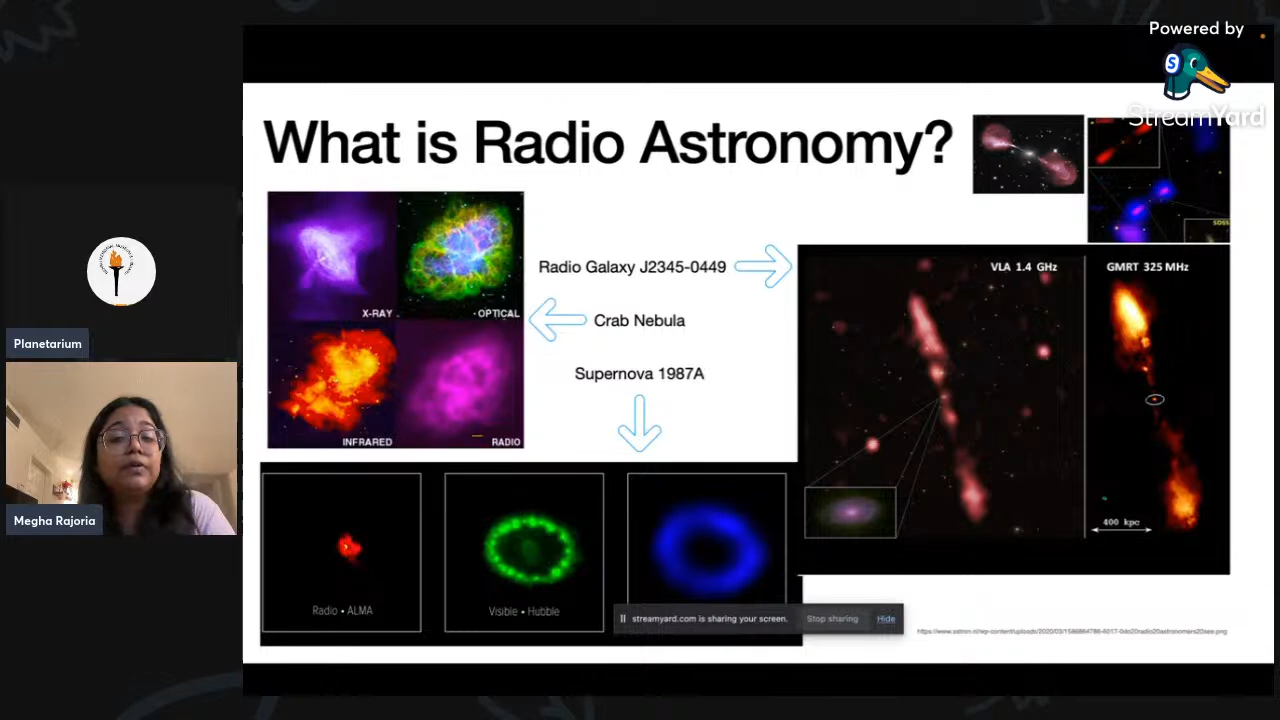 Powered by
StreamYard
What is Radio Astronomy?
X-RAY
OPTICAL
INFRARED
RADIO
Radio Galaxy J2345-0449
Crab Nebula
Supernova 1987A
VLA 1.4 GHz
GMRT 325 MHz
400 kpc
SDSS
Planetarium
Megha Rajoria
Radio • ALMA
Visible • Hubble
streamyard.com is sharing your screen.
Stop sharing
Hide